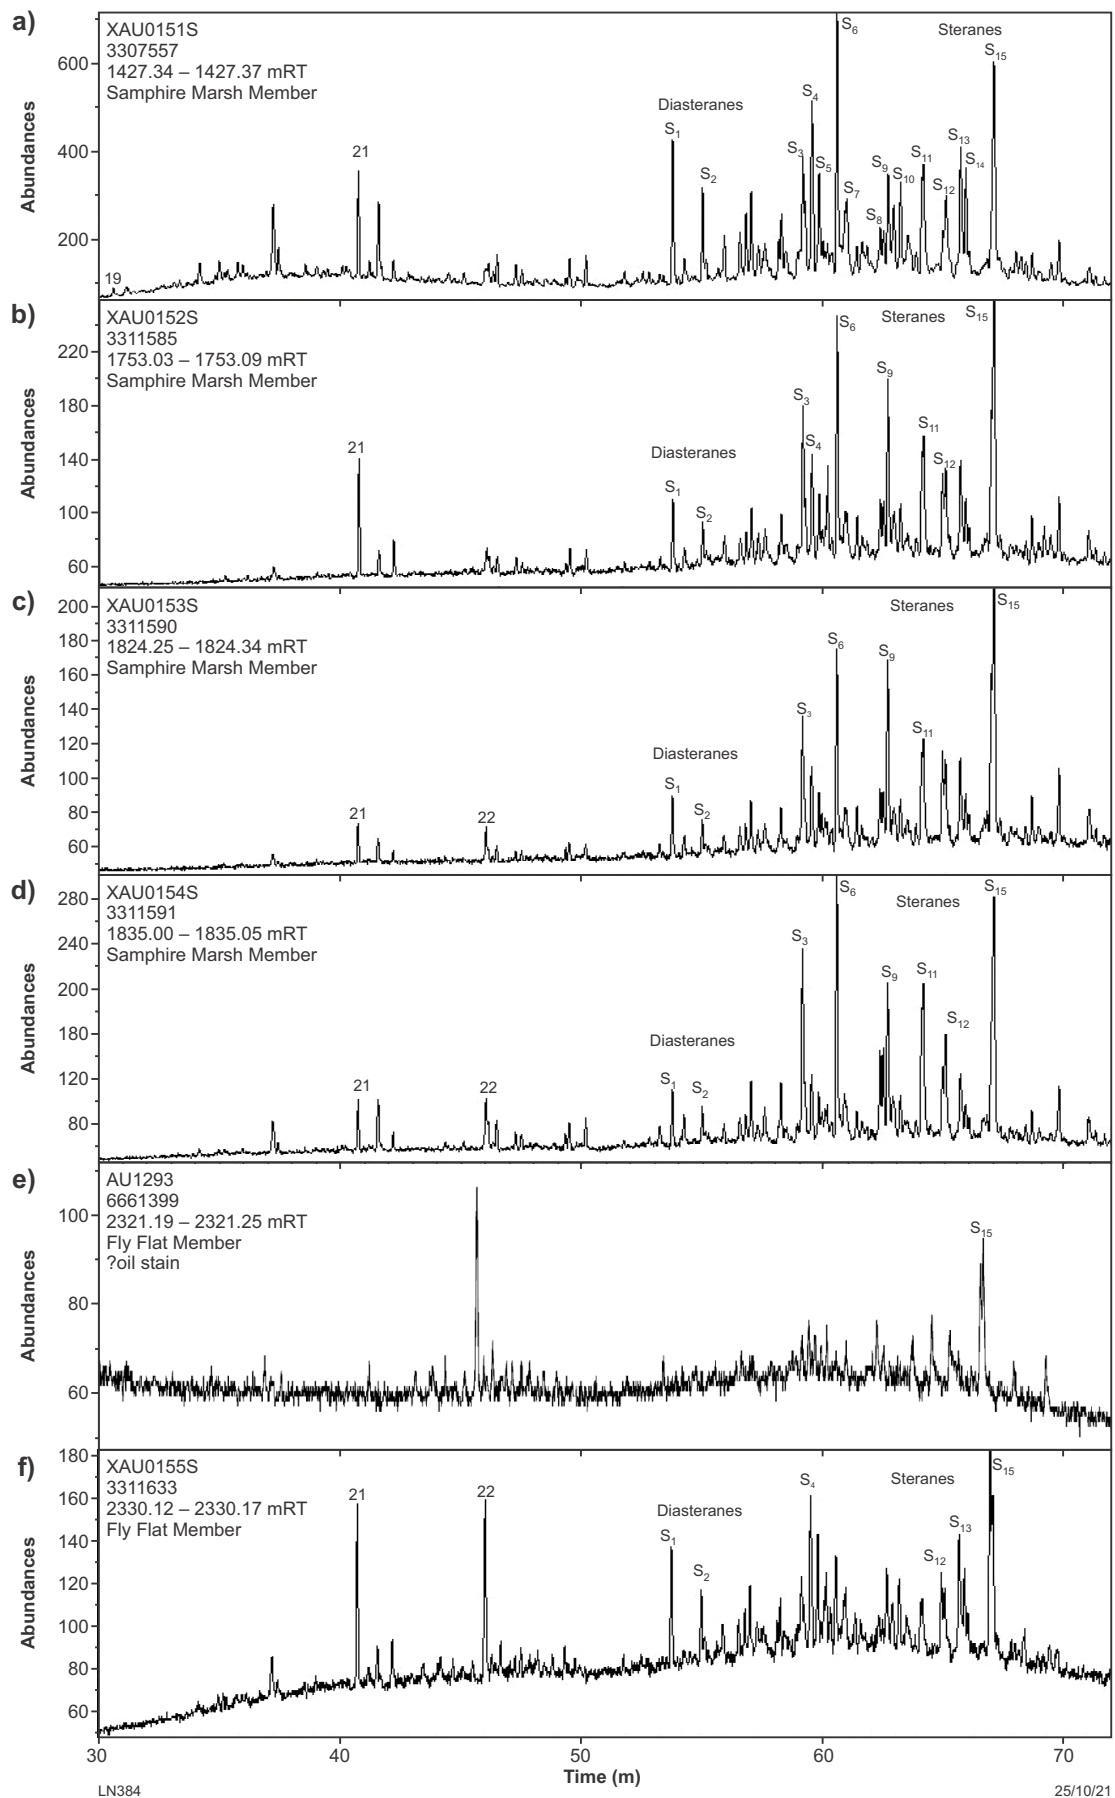 a)
XAU0151S
3307557
1427.34 – 1427.37 mRT
Samphire Marsh Member
Abundances
600
400
200
19
21
Diasteranes
S1
S2
Steranes
S3
S4
S5
S6
S7
S8
S9
S10
S11
S12
S13
S14
S15
b)
XAU0152S
3311585
1753.03 – 1753.09 mRT
Samphire Marsh Member
Abundances
220
180
140
100
60
21
Diasteranes
S1
S2
Steranes
S3
S4
S6
S9
S11
S12
S15
c)
XAU0153S
3311590
1824.25 – 1824.34 mRT
Samphire Marsh Member
Abundances
200
180
160
140
120
100
80
60
21
22
Diasteranes
S1
S2
Steranes
S3
S6
S9
S11
S15
d)
XAU0154S
3311591
1835.00 – 1835.05 mRT
Samphire Marsh Member
Abundances
280
240
200
180
120
80
21
22
Diasteranes
S1
S2
Steranes
S3
S6
S9
S11
S12
S15
e)
AU1293
6661399
2321.19 – 2321.25 mRT
Fly Flat Member
?oil stain
Abundances
100
80
60
S15
f)
XAU0155S
3311633
2330.12 – 2330.17 mRT
Fly Flat Member
Abundances
180
160
140
120
100
80
60
21
22
Diasteranes
S1
S2
Steranes
S4
S12
S13
S15
30
40
50
60
70
Time (m)
LN384
25/10/21